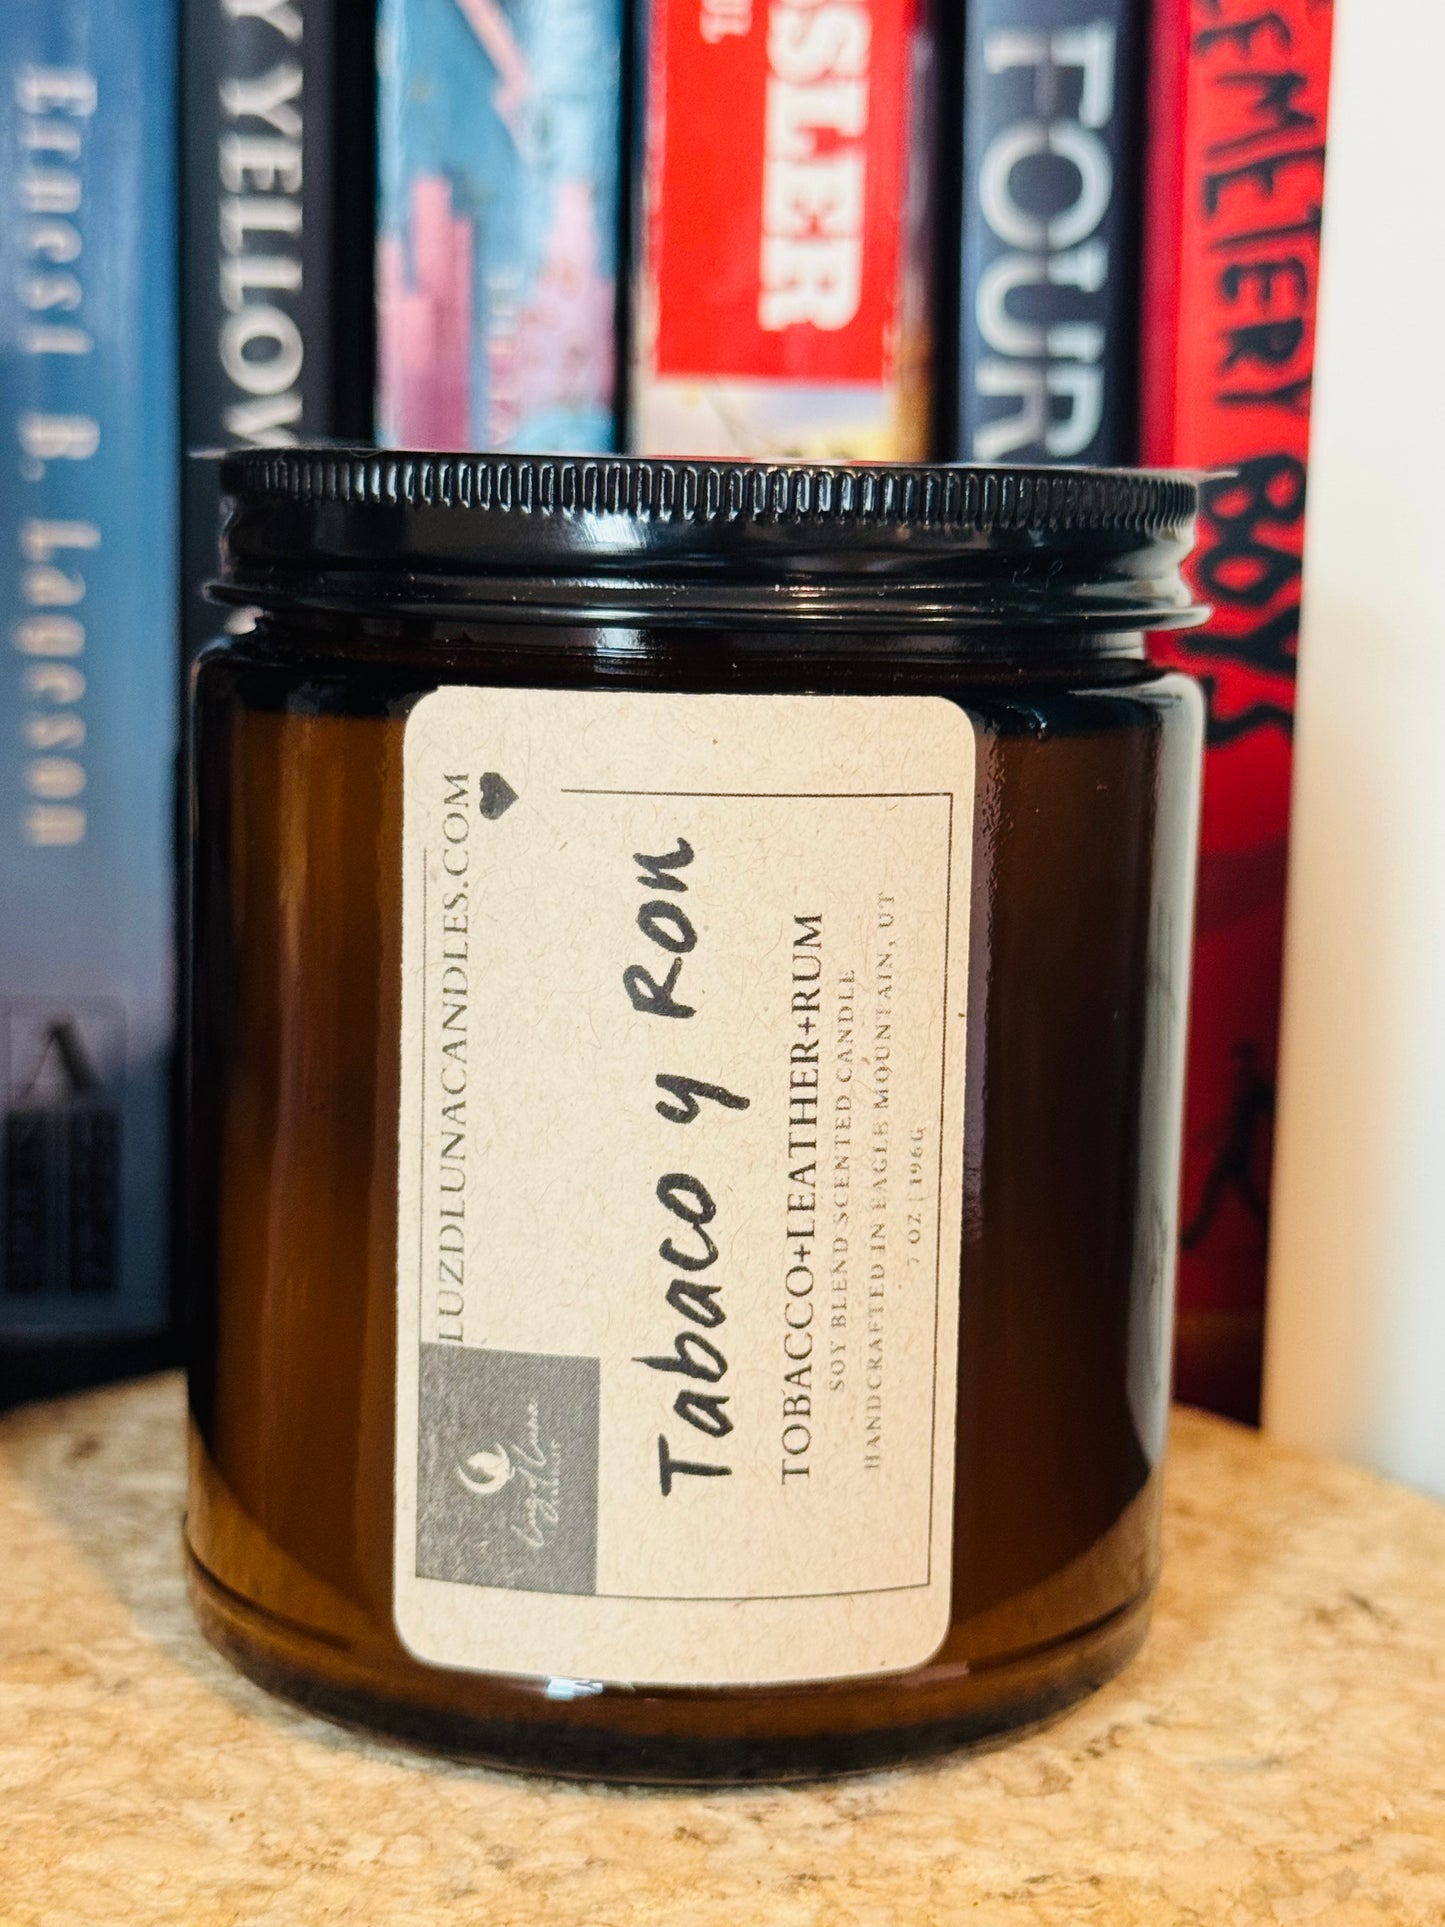 Ernest B. Lageson
Y YELLOW
SLER
FOUR
CEMETERY BOYS
LUZDLUNACANDLES.COM
Tabaco y Ron
TOBACCO+LEATHER+RUM
SOY BLEND SCENTED CANDLE
HANDCRAFTED IN EAGLE MOUNTAIN, UT
7 OZ | 196G